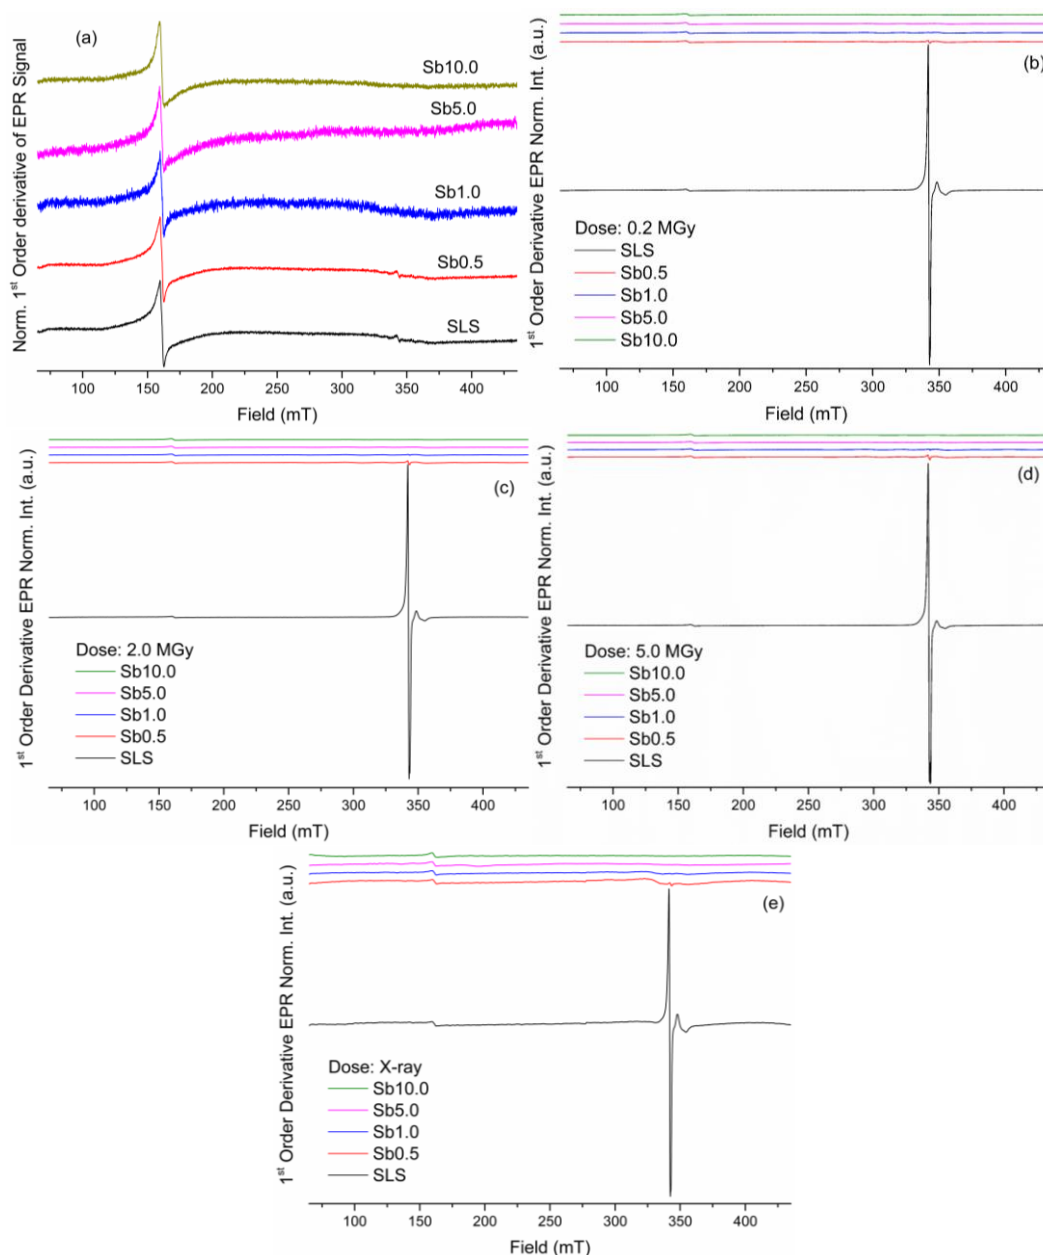 (a)
Norm. 1st Order derivative of EPR Signal
Sb10.0
Sb5.0
Sb1.0
Sb0.5
SLS
100 150 200 250 300 350 400
Field (mT)
(b)
1st Order Derivative EPR Norm. Int. (a.u.)
Dose: 0.2 MGy
SLS
Sb0.5
Sb1.0
Sb5.0
Sb10.0
100 150 200 250 300 350 400
Field (mT)
(c)
1st Order Derivative EPR Norm. Int. (a.u.)
Dose: 2.0 MGy
Sb10.0
Sb5.0
Sb1.0
Sb0.5
SLS
100 150 200 250 300 350 400
Field (mT)
(d)
1st Order Derivative EPR Norm. Int. (a.u.)
Dose: 5.0 MGy
Sb10.0
Sb5.0
Sb1.0
Sb0.5
SLS
100 150 200 250 300 350 400
Field (mT)
(e)
1st Order Derivative EPR Norm. Int. (a.u.)
Dose: X-ray
Sb10.0
Sb5.0
Sb1.0
Sb0.5
SLS
100 150 200 250 300 350 400
Field (mT)